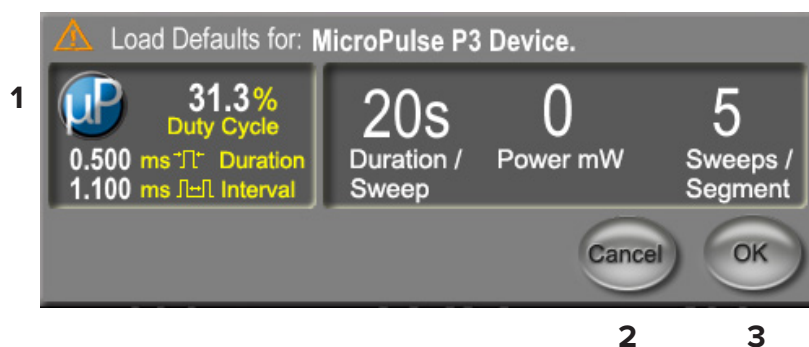 Load Defaults for: MicroPulse P3 Device.
1
µP
31.3%
Duty Cycle
0.500 ms Duration
1.100 ms Interval
20s
Duration /
Sweep
0
Power mW
5
Sweeps /
Segment
Cancel
OK
2
3